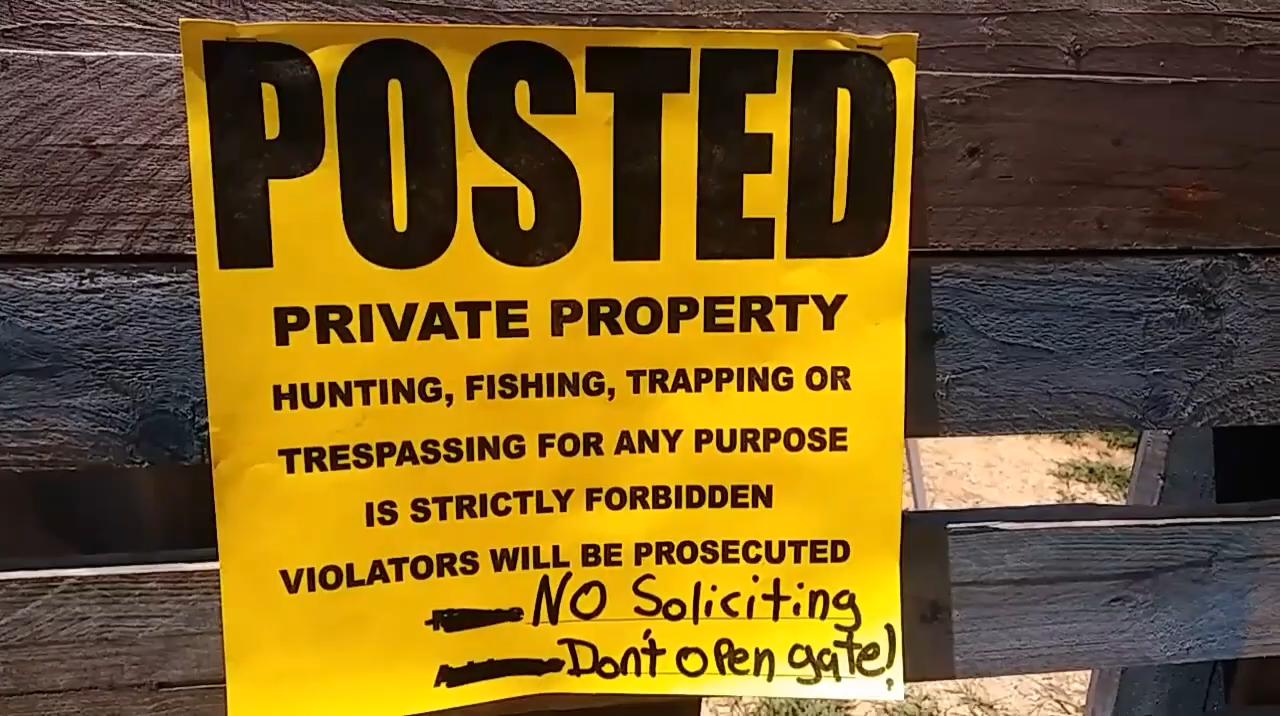 POSTED
PRIVATE PROPERTY
HUNTING, FISHING, TRAPPING OR
TRESPASSING FOR ANY PURPOSE
IS STRICTLY FORBIDDEN
VIOLATORS WILL BE PROSECUTED
NO Soliciting
Don't open gate!